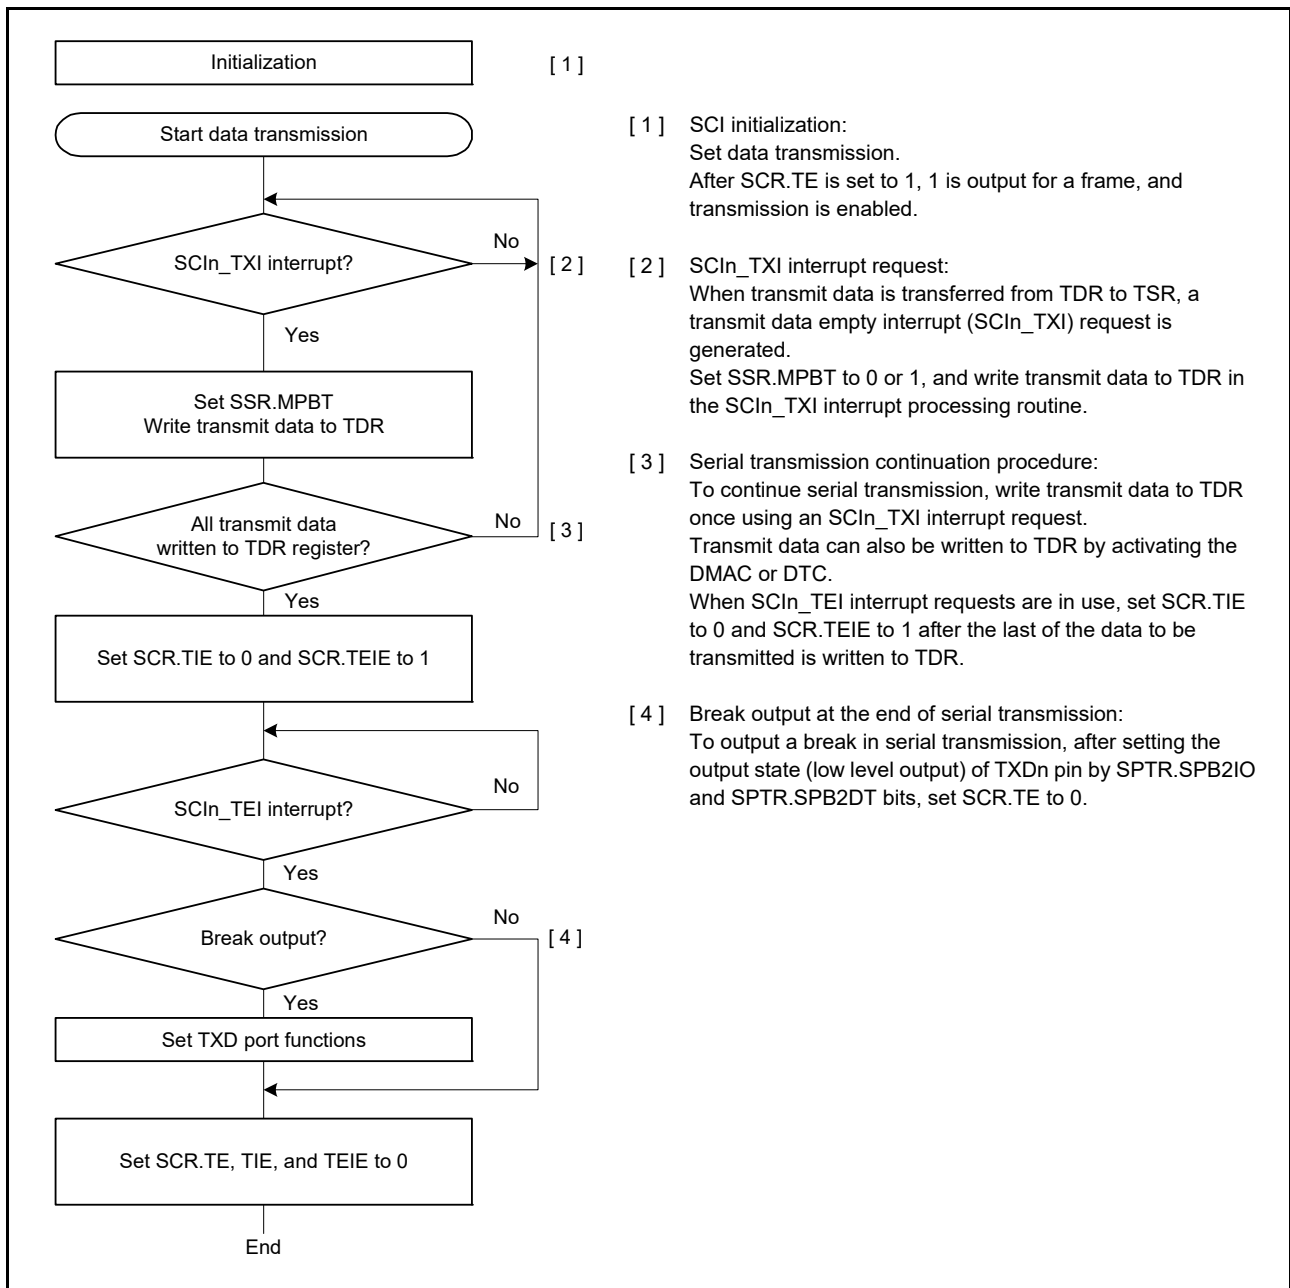 Initialization
[ 1 ]
Start data transmission
SCIn_TXI interrupt?
No
[ 2 ]
Yes
Set SSR.MPBT
Write transmit data to TDR
All transmit data
written to TDR register?
No
[ 3 ]
Yes
Set SCR.TIE to 0 and SCR.TEIE to 1
SCIn_TEI interrupt?
No
Yes
Break output?
No
[ 4 ]
Yes
Set TXD port functions
Set SCR.TE, TIE, and TEIE to 0
End
[ 1 ] SCI initialization:
Set data transmission.
After SCR.TE is set to 1, 1 is output for a frame, and
transmission is enabled.
[ 2 ] SCIn_TXI interrupt request:
When transmit data is transferred from TDR to TSR, a
transmit data empty interrupt (SCIn_TXI) request is
generated.
Set SSR.MPBT to 0 or 1, and write transmit data to TDR in
the SCIn_TXI interrupt processing routine.
[ 3 ] Serial transmission continuation procedure:
To continue serial transmission, write transmit data to TDR
once using an SCIn_TXI interrupt request.
Transmit data can also be written to TDR by activating the
DMAC or DTC.
When SCIn_TEI interrupt requests are in use, set SCR.TIE
to 0 and SCR.TEIE to 1 after the last of the data to be
transmitted is written to TDR.
[ 4 ] Break output at the end of serial transmission:
To output a break in serial transmission, after setting the
output state (low level output) of TXDn pin by SPTR.SPB2IO
and SPTR.SPB2DT bits, set SCR.TE to 0.